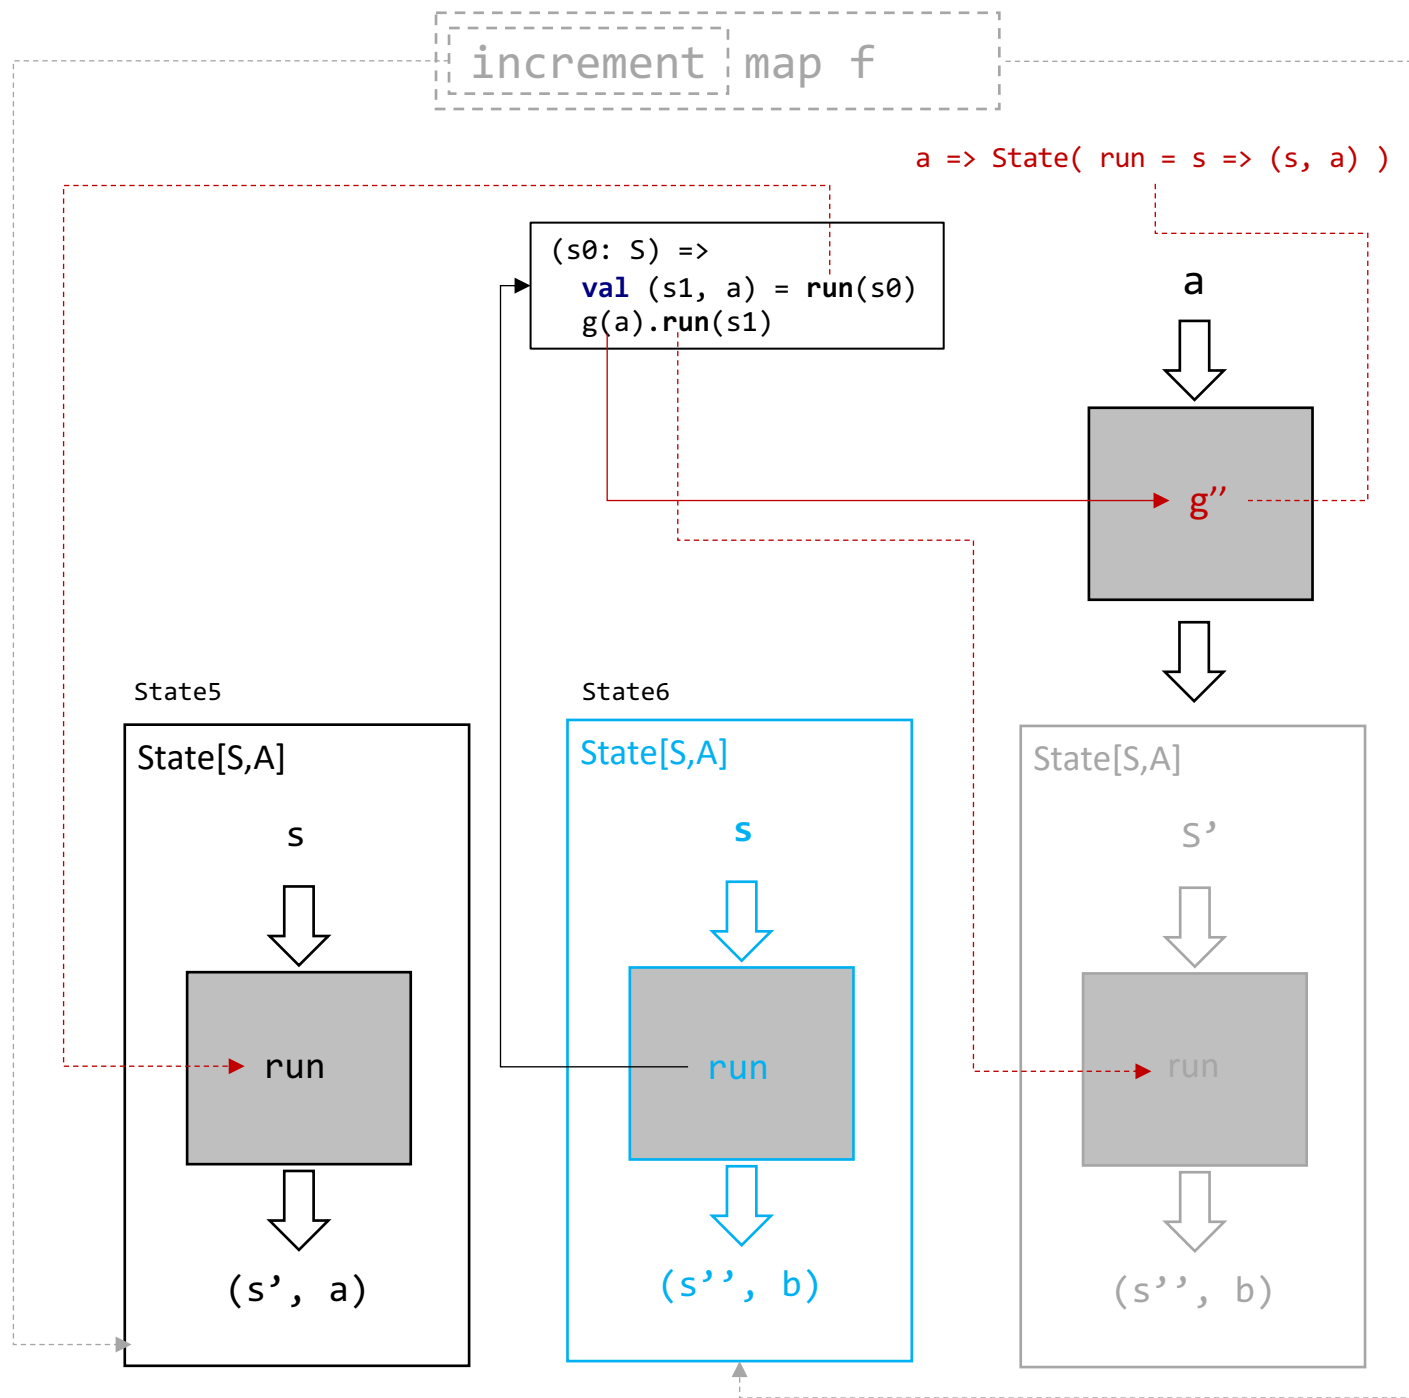 increment map f
a => State( run = s => (s, a) )
(s0: S) =>
val (s1, a) = run(s0)
g(a).run(s1)
a
g’’
State5
State6
State[S,A]
State[S,A]
State[S,A]
s
s
S’
run
run
run
(s’, a)
(s’’, b)
(s’’, b)